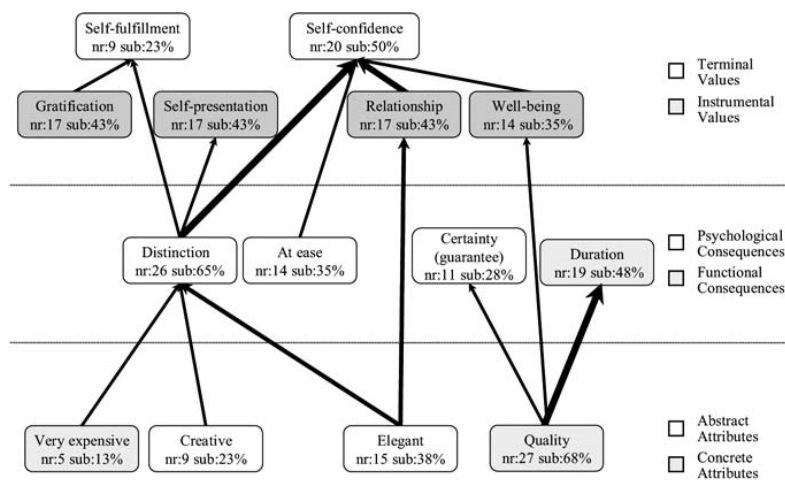 Self-fulfillment
nr:9 sub:23%
Self-confidence
nr:20 sub:50%
Terminal
Values
Instrumental
Values
Gratification
nr:17 sub:43%
Self-presentation
nr:17 sub:43%
Relationship
nr:17 sub:43%
Well-being
nr:14 sub:35%
Distinction
nr:26 sub:65%
At ease
nr:14 sub:35%
Certainty
(guarantee)
nr:11 sub:28%
Duration
nr:19 sub:48%
Psychological
Consequences
Functional
Consequences
Very expensive
nr:5 sub:13%
Creative
nr:9 sub:23%
Elegant
nr:15 sub:38%
Quality
nr:27 sub:68%
Abstract
Attributes
Concrete
Attributes